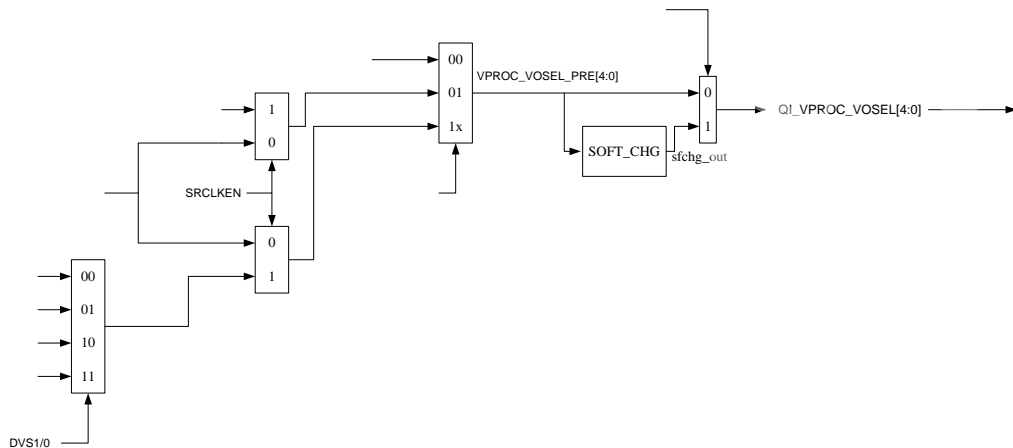 00
01
1x
VPROC_VOSEL_PRE[4:0]
0
1
QI_VPROC_VOSEL[4:0]
SOFT_CHG
sfchg_out
1
0
SRCLKEN
0
1
00
01
10
11
DVS1/0